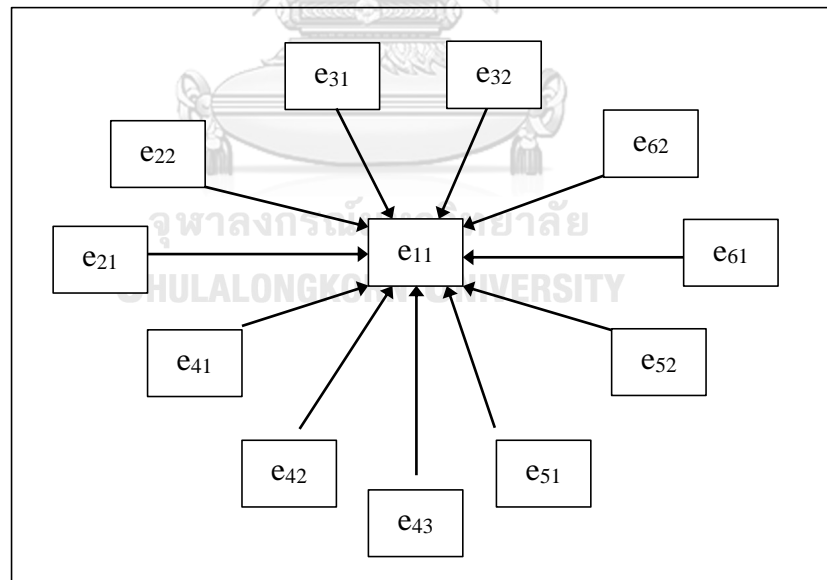 e31
e32
e22
e62
จุฬาลงกรณ์มหาวิทยาลัย
e21
e11
e61
CHULALONGKORN UNIVERSITY
e41
e52
e42
e51
e43